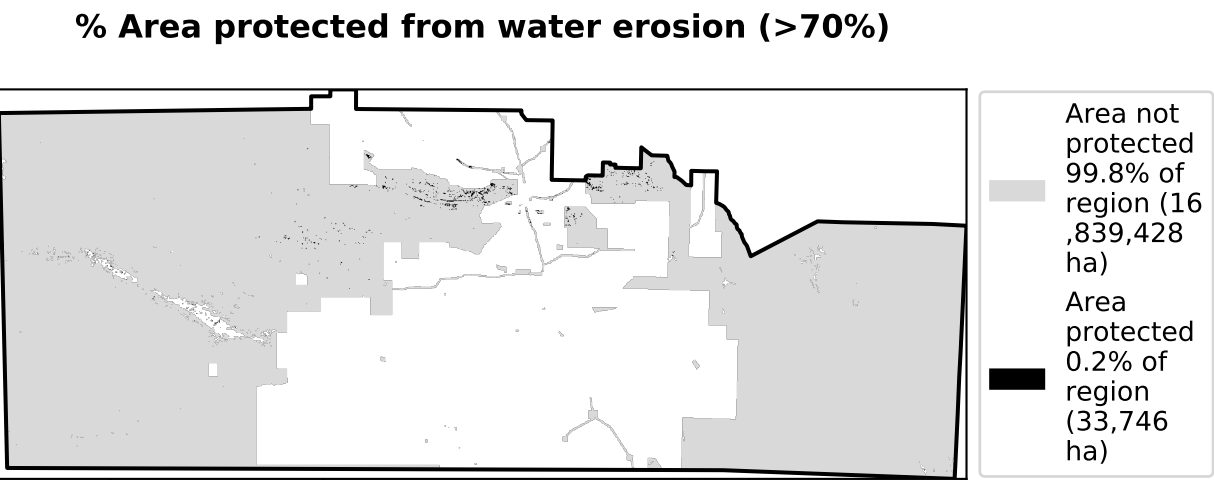 % Area protected from water erosion (>70%)
Area not
protected
99.8% of
region (16
,839,428
ha)
Area
protected
0.2% of
region
(33,746
ha)